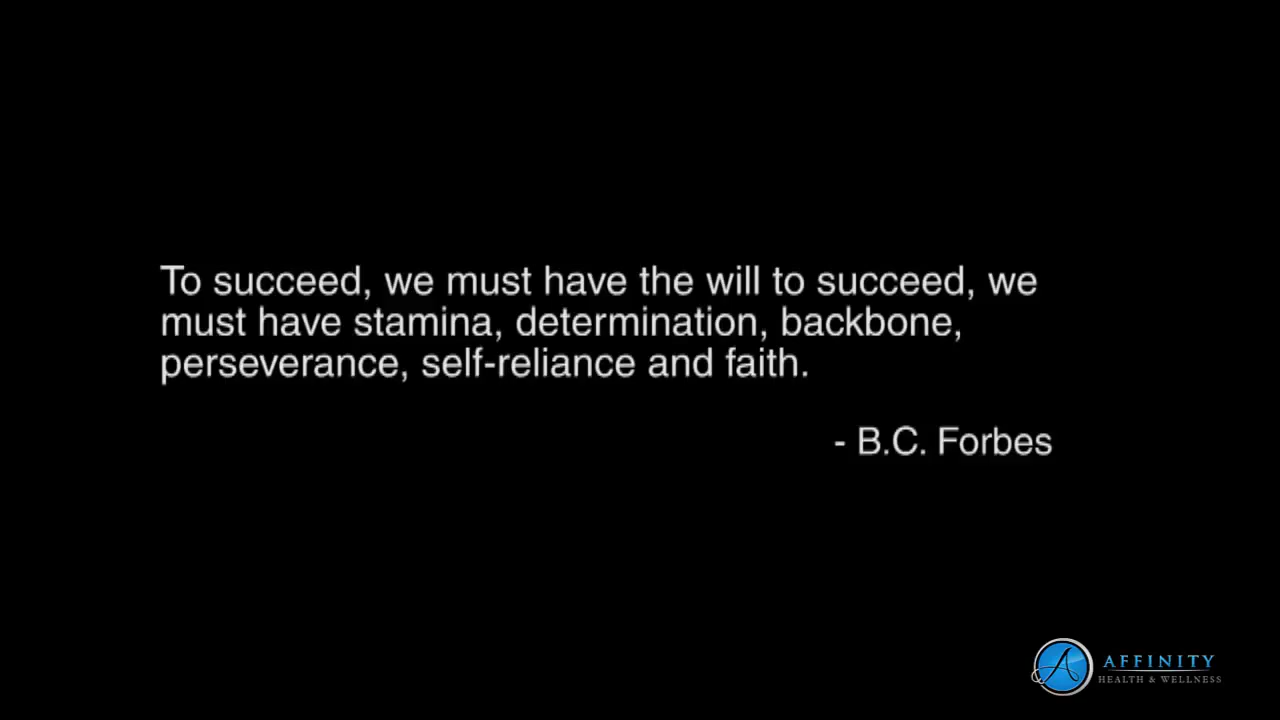 To succeed, we must have the will to succeed, we
must have stamina, determination, backbone,
perseverance, self-reliance and faith.
- B.C. Forbes
AFFINITY
HEALTH & WELLNESS